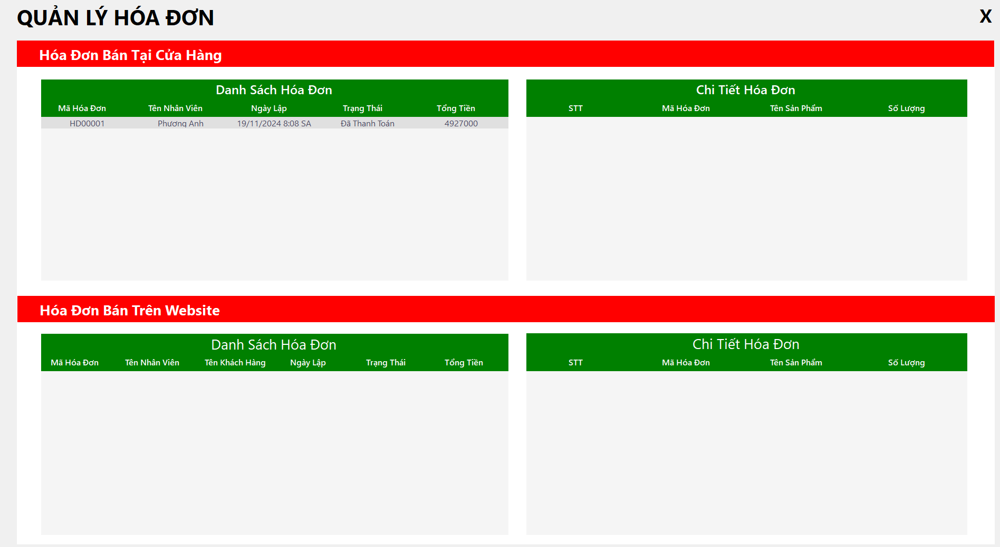 QUẢN LÝ HÓA ĐƠN
X
Hóa Đơn Bán Tại Cửa Hàng
Danh Sách Hóa Đơn
Mã Hóa Đơn Tên Nhân Viên Ngày Lập Trạng Thái Tổng Tiền
HD00001 Phương Anh 19/11/2024 8:08 SA Đã Thanh Toán 4927000
Chi Tiết Hóa Đơn
STT Mã Hóa Đơn Tên Sản Phẩm Số Lượng
Hóa Đơn Bán Trên Website
Danh Sách Hóa Đơn
Mã Hóa Đơn Tên Nhân Viên Tên Khách Hàng Ngày Lập Trạng Thái Tổng Tiền
Chi Tiết Hóa Đơn
STT Mã Hóa Đơn Tên Sản Phẩm Số Lượng